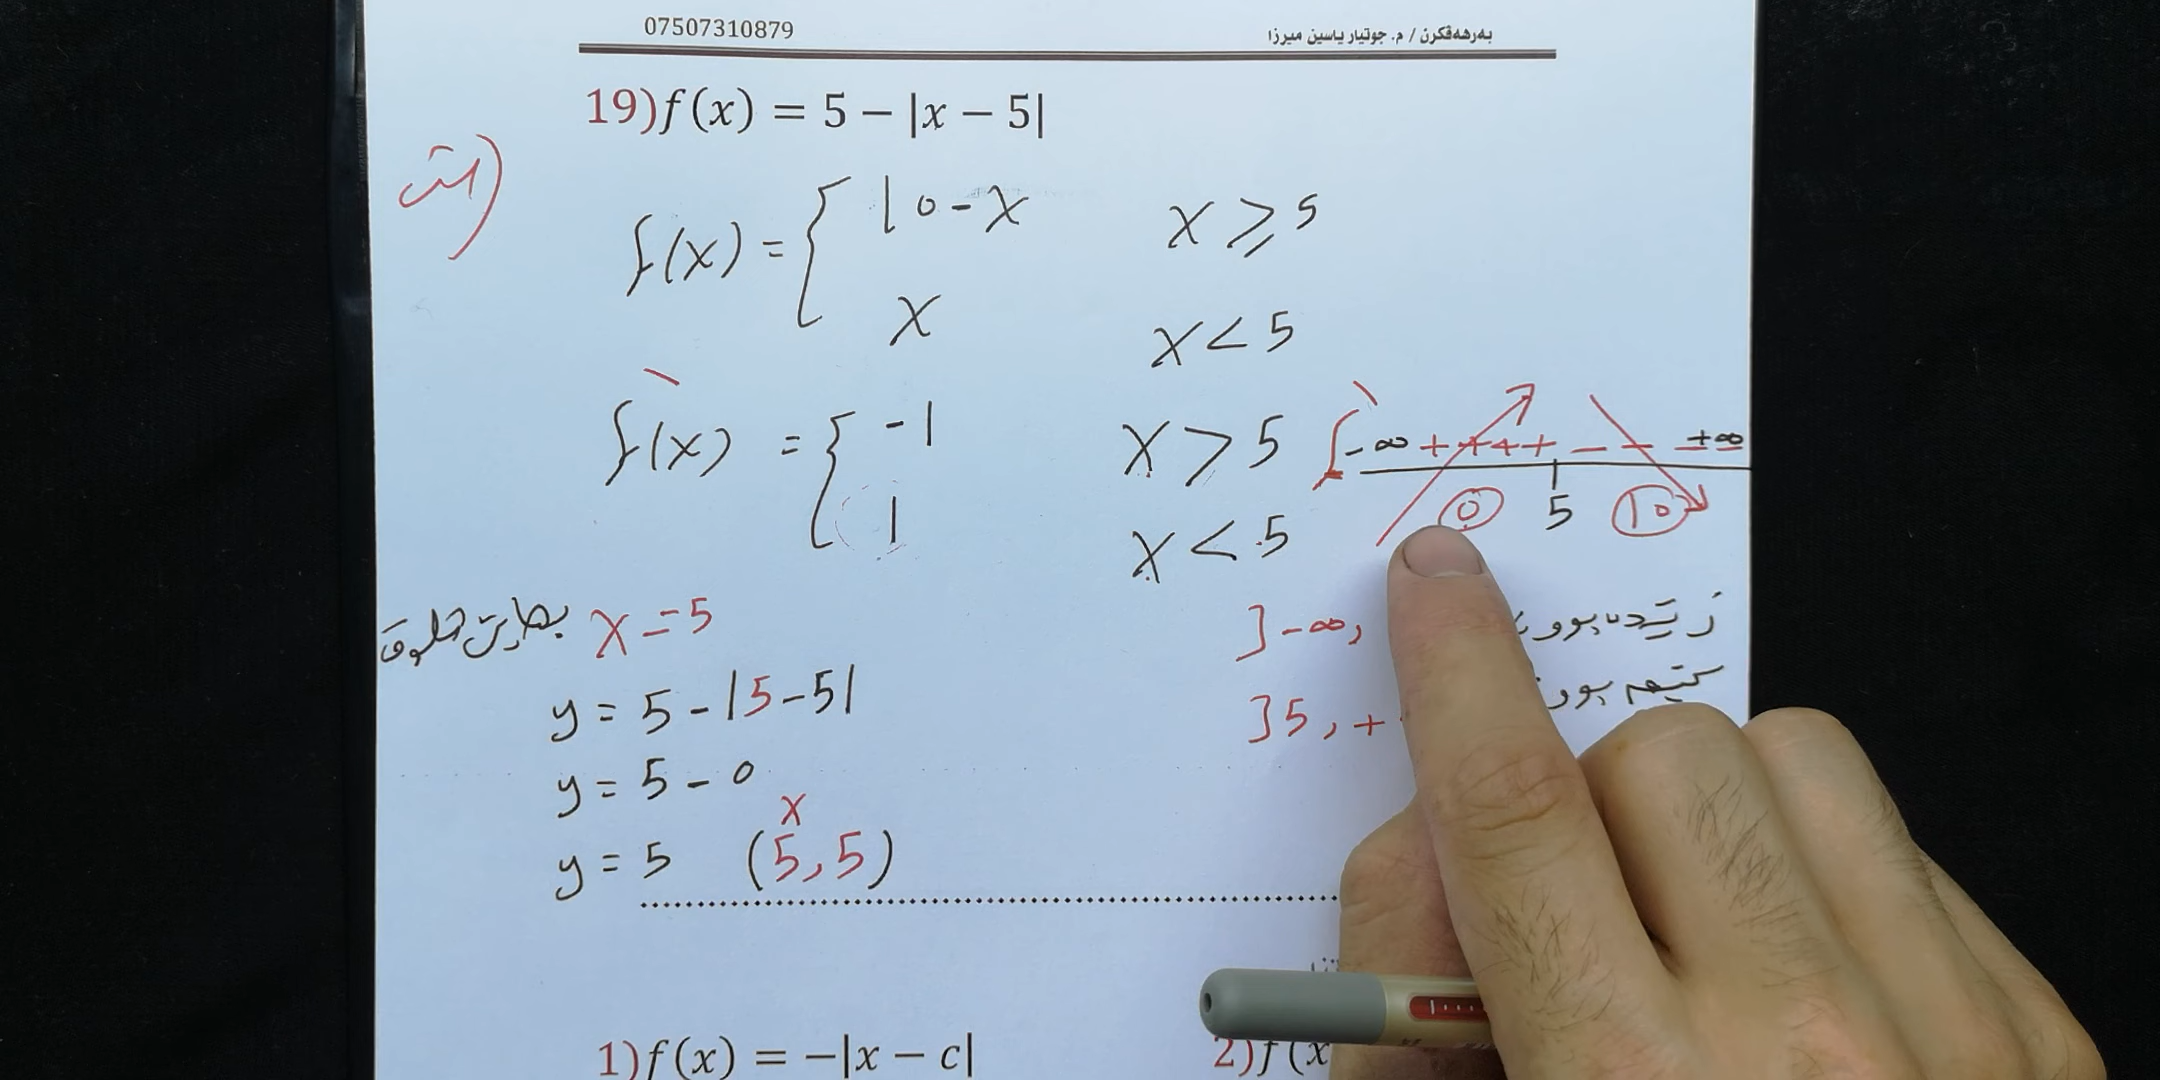 07507310879
بەرهەڤکرن / م. جوتیار یاسین میرزا
19)f(x) = 5 − |x − 5|
f(x) = { 10 - x x ⩾ 5
x x < 5
f`(x) = { -1 x > 5
1 x < 5
f` -∞ + + + + - - +∞
0 5 10
x = 5
]-∞,
y = 5 - |5 - 5|
]5, +
y = 5 - 0
x
y = 5 (5,5)
1)f(x) = −|x − c|
2)f(x